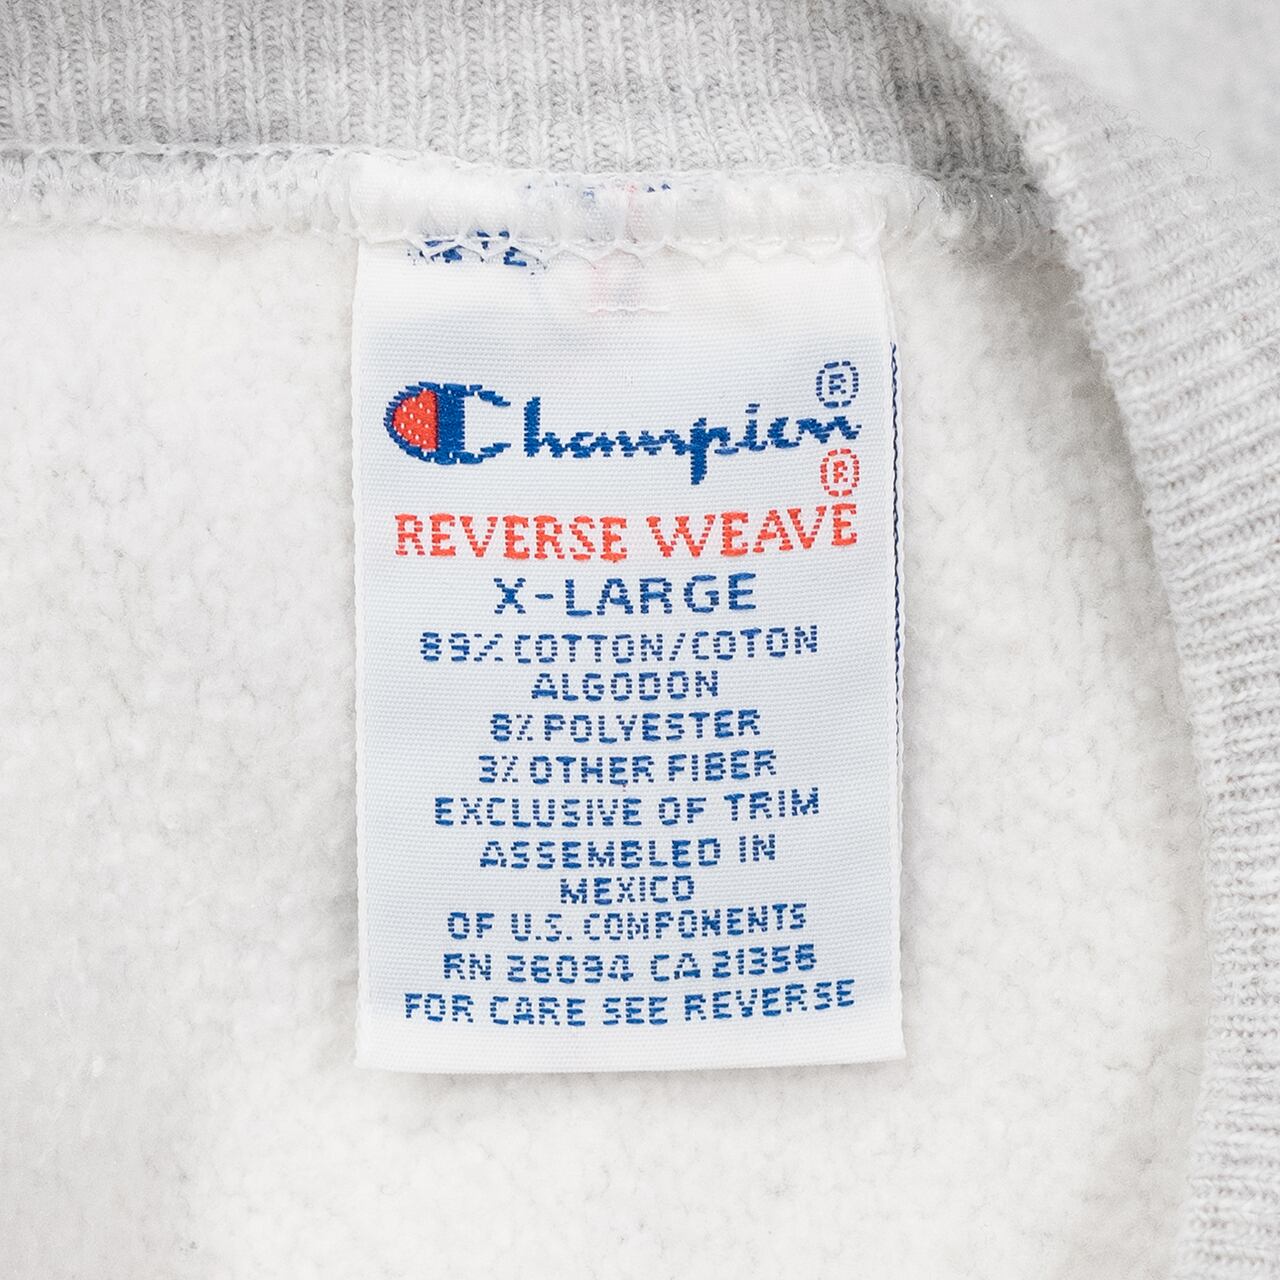 Champion®
®
REVERSE WEAVE
X-LARGE
89% COTTON/COTON
ALGODON
8% POLYESTER
3% OTHER FIBER
EXCLUSIVE OF TRIM
ASSEMBLED IN
MEXICO
OF U.S. COMPONENTS
RN 26094 CA 21356
FOR CARE SEE REVERSE